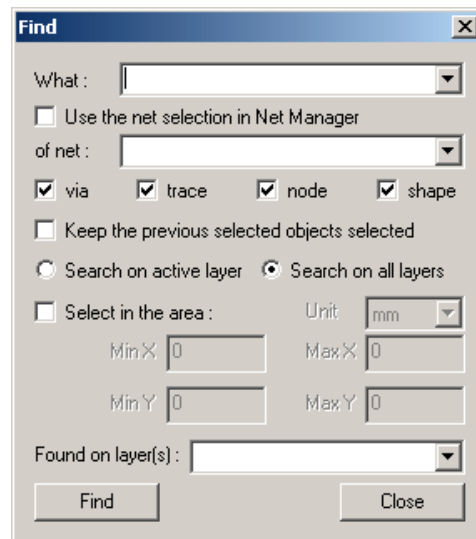 Find
What :
Use the net selection in Net Manager
of net :
via trace node shape
Keep the previous selected objects selected
Search on active layer Search on all layers
Select in the area : Unit mm
Min X 0 Max X 0
Min Y 0 Max Y 0
Found on layer(s) :
Find Close